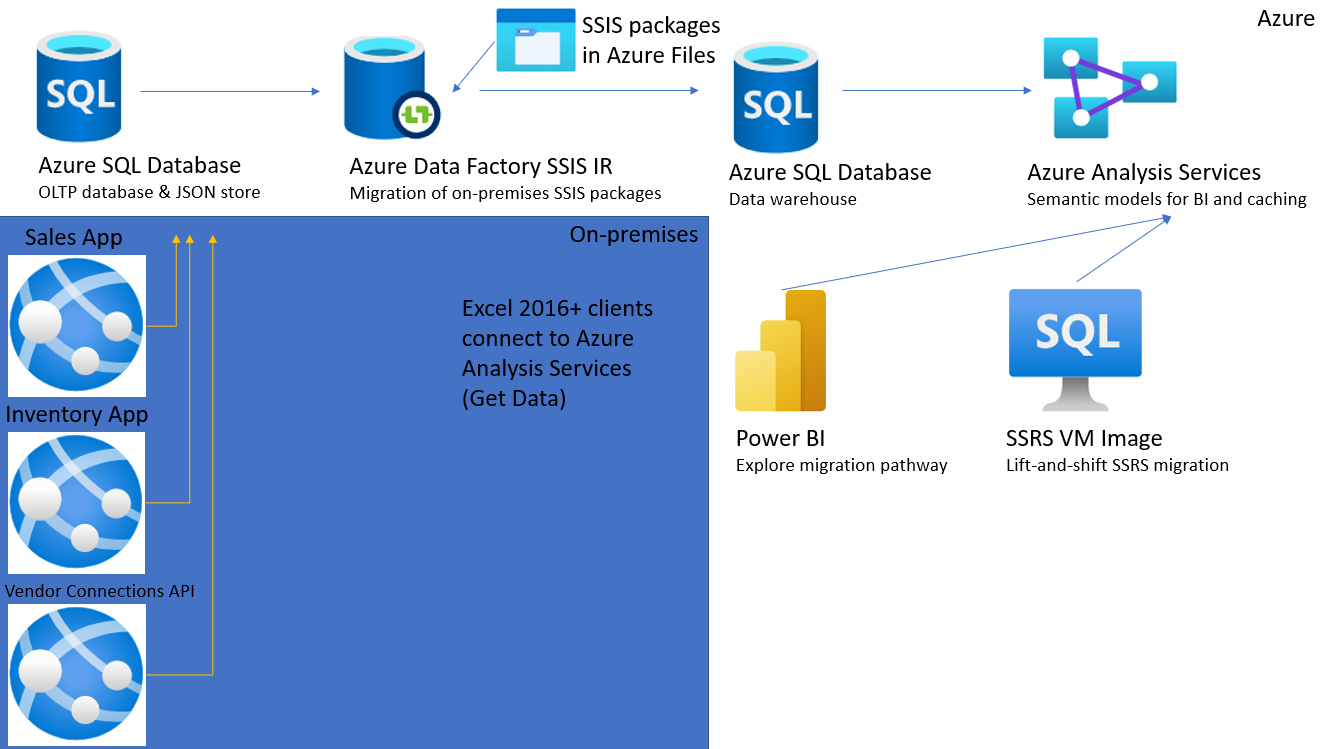 SSIS packages
in Azure Files
Azure
SQL
SQL
Azure SQL Database
OLTP database & JSON store
Azure Data Factory SSIS IR
Migration of on-premises SSIS packages
Azure SQL Database
Data warehouse
Azure Analysis Services
Semantic models for BI and caching
Sales App
On-premises
Excel 2016+ clients
connect to Azure
Analysis Services
(Get Data)
SQL
Inventory App
Power BI
Explore migration pathway
SSRS VM Image
Lift-and-shift SSRS migration
Vendor Connections API